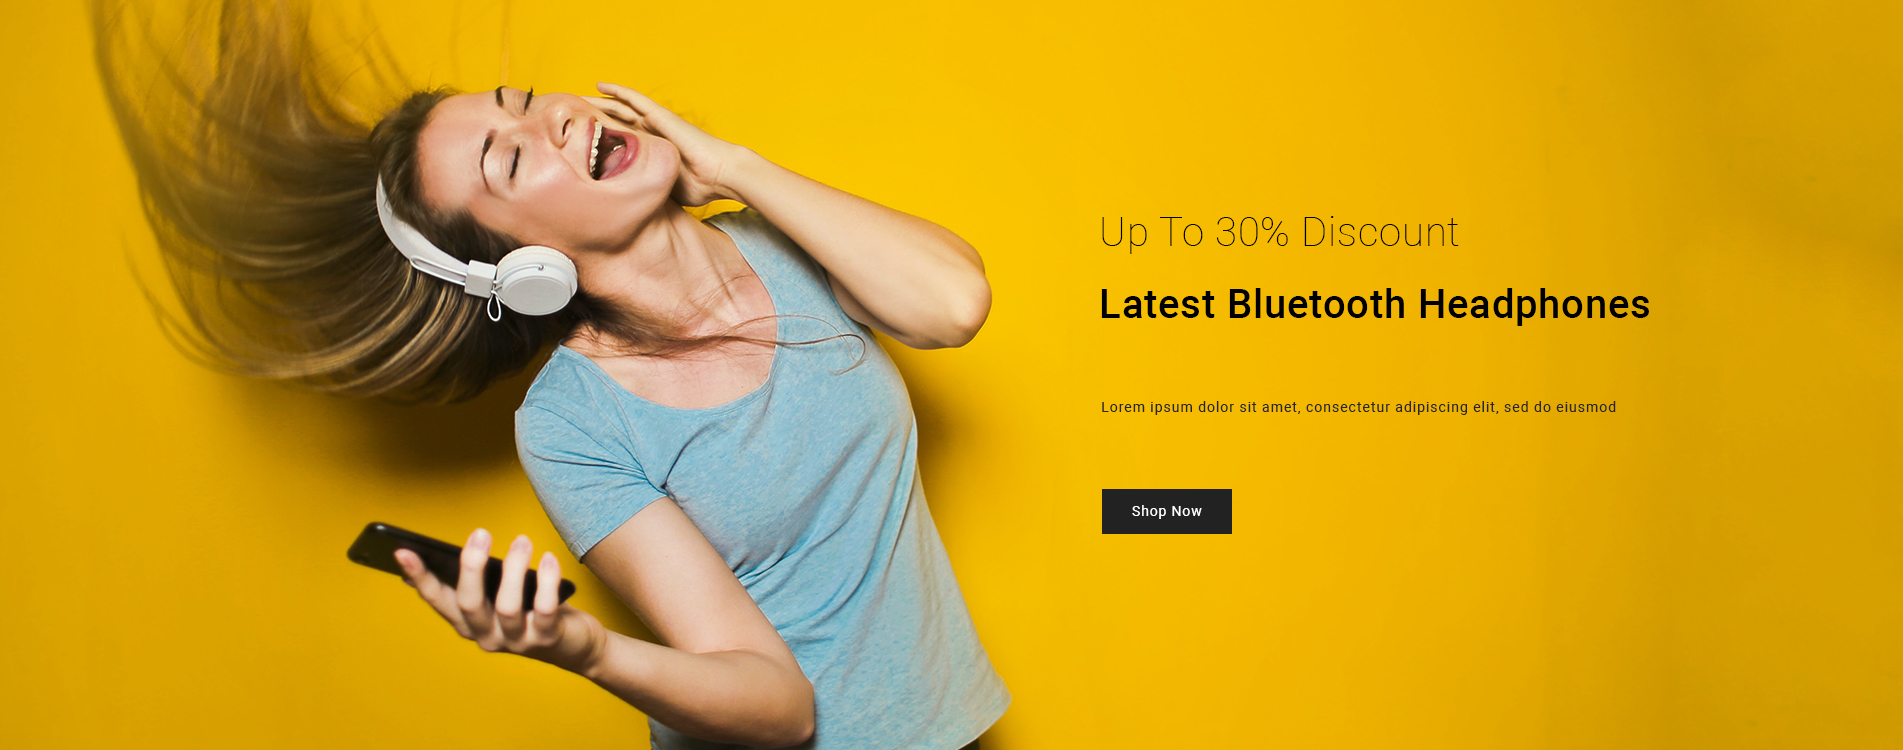 Up To 30% Discount
Latest Bluetooth Headphones
Lorem ipsum dolor sit amet, consectetur adipiscing elit, sed do eiusmod
Shop Now